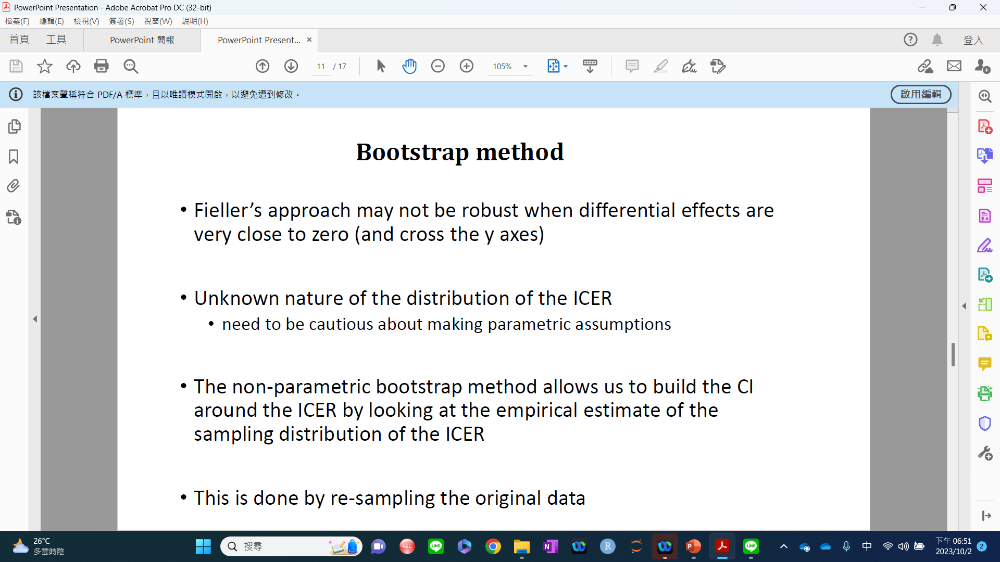 PowerPoint Presentation - Adobe Acrobat Pro DC (32-bit)
檔案(F) 編輯(E) 檢視(V) 簽署(S) 視窗(W) 說明(H)
首頁 工具 PowerPoint 簡報 PowerPoint Present... 登入
11 / 17 105%
該檔案聲稱符合 PDF/A 標準，且以唯讀模式開啟，以避免遭到修改。 啟用編輯
Bootstrap method
• Fieller’s approach may not be robust when differential effects are
very close to zero (and cross the y axes)
• Unknown nature of the distribution of the ICER
• need to be cautious about making parametric assumptions
• The non-parametric bootstrap method allows us to build the CI
around the ICER by looking at the empirical estimate of the
sampling distribution of the ICER
• This is done by re-sampling the original data
26°C
多雲時陰
搜尋
REC
LINE
N
R
P
LINE
中
下午 06:51
2023/10/2
2